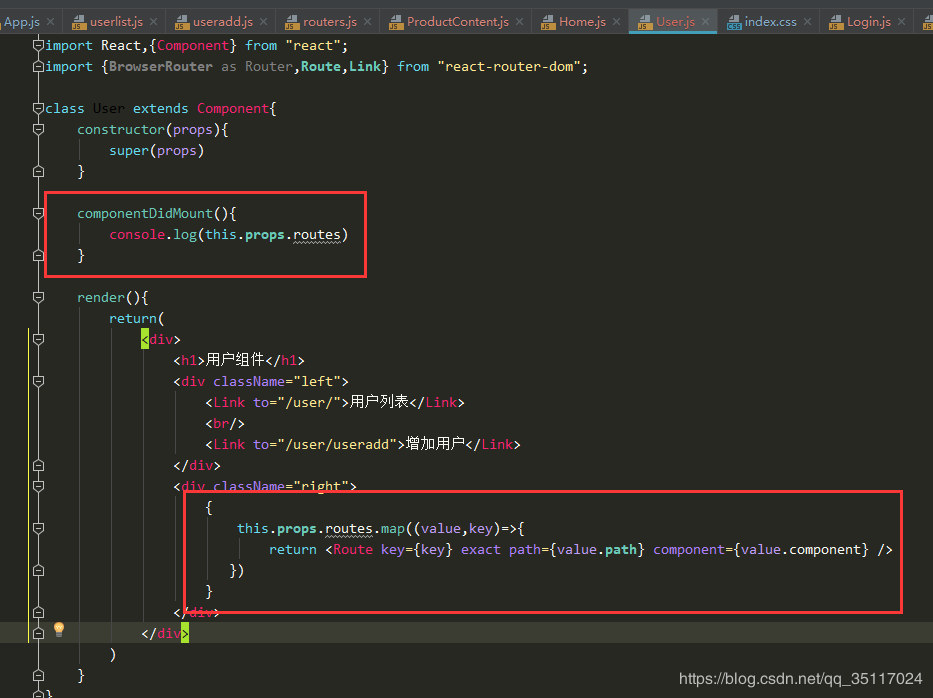 App.js × userlist.js × useradd.js × routers.js × ProductContent.js × Home.js × User.js × index.css × Login.js ×
import React,{Component} from "react";
import {BrowserRouter as Router,Route,Link} from "react-router-dom";
class User extends Component{
constructor(props){
super(props)
}
componentDidMount(){
console.log(this.props.routes)
}
render(){
return(
<div>
<h1>用户组件</h1>
<div className="left">
<Link to="/user/">用户列表</Link>
<br/>
<Link to="/user/useradd">增加用户</Link>
</div>
<div className="right">
{
this.props.routes.map((value,key)=>{
return <Route key={key} exact path={value.path} component={value.component} />
})
}
</div>
</div>
)
}
}
https://blog.csdn.net/qq_35117024